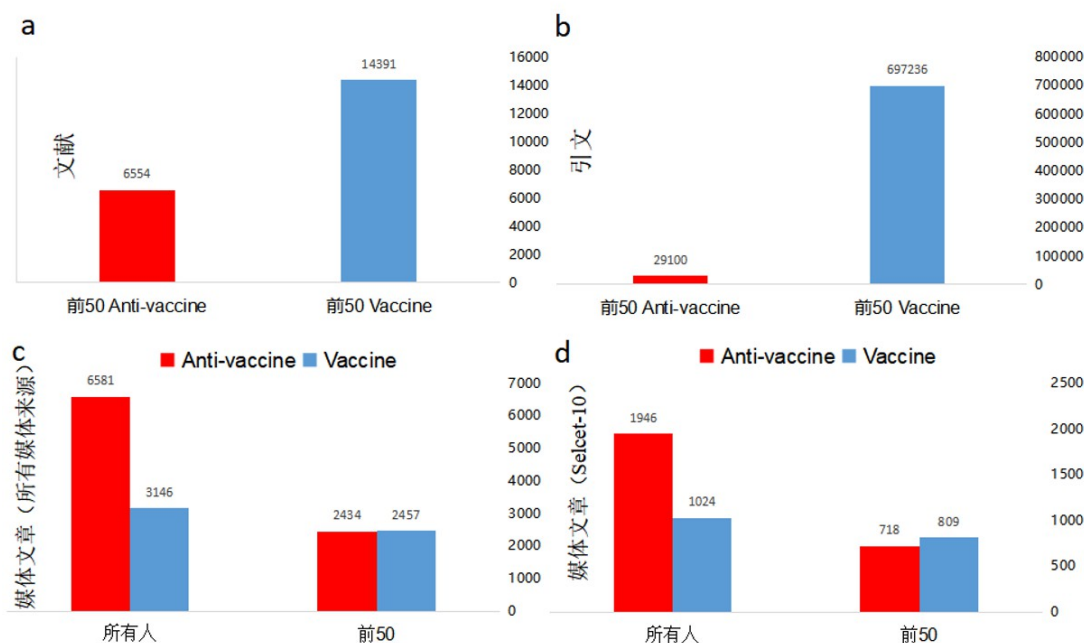 a
文献
16000
14000
12000
10000
8000
6000
4000
2000
0
6554
14391
前50 Anti-vaccine
前50 Vaccine
b
引文
800000
700000
600000
500000
400000
300000
200000
100000
0
29100
697236
前50 Anti-vaccine
前50 Vaccine
c
Anti-vaccine
Vaccine
媒体文章（所有媒体来源）
7000
6000
5000
4000
3000
2000
1000
0
6581
3146
2434
2457
所有人
前50
d
Anti-vaccine
Vaccine
媒体文章（Selcet-10）
2500
2000
1500
1000
500
0
1946
1024
718
809
所有人
前50